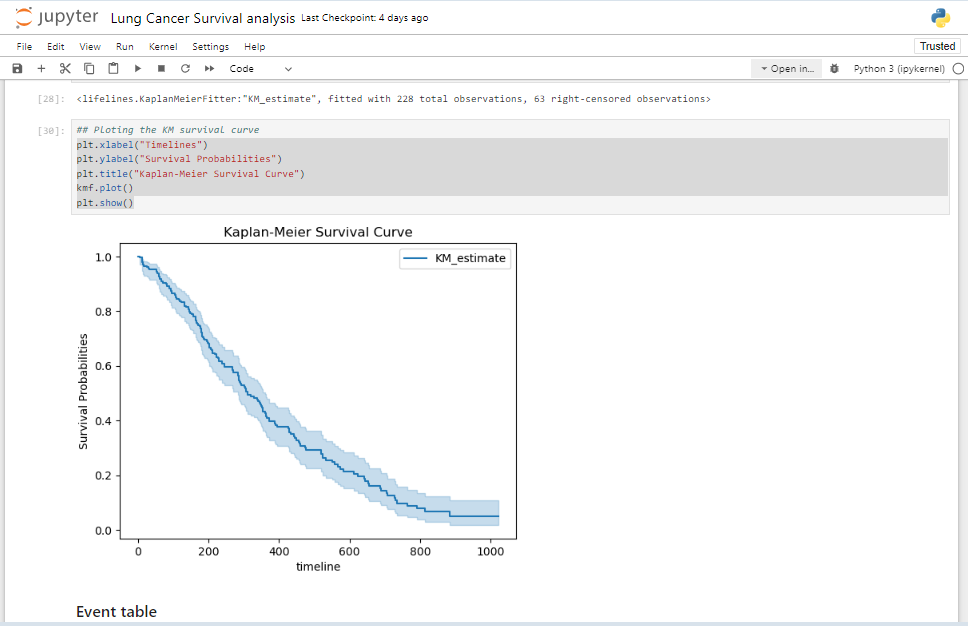 jupyter Lung Cancer Survival analysis Last Checkpoint: 4 days ago
File Edit View Run Kernel Settings Help Trusted
Code Open in... Python 3 (ipykernel)
[28]: <lifelines.KaplanMeierFitter:"KM_estimate", fitted with 228 total observations, 63 right-censored observations>
[30]: ## Ploting the KM survival curve
plt.xlabel("Timelines")
plt.ylabel("Survival Probabilities")
plt.title("Kaplan-Meier Survival Curve")
kmf.plot()
plt.show()
Kaplan-Meier Survival Curve
KM_estimate
1.0
0.8
0.6
0.4
0.2
0.0
Survival Probabilities
0 200 400 600 800 1000
timeline
Event table